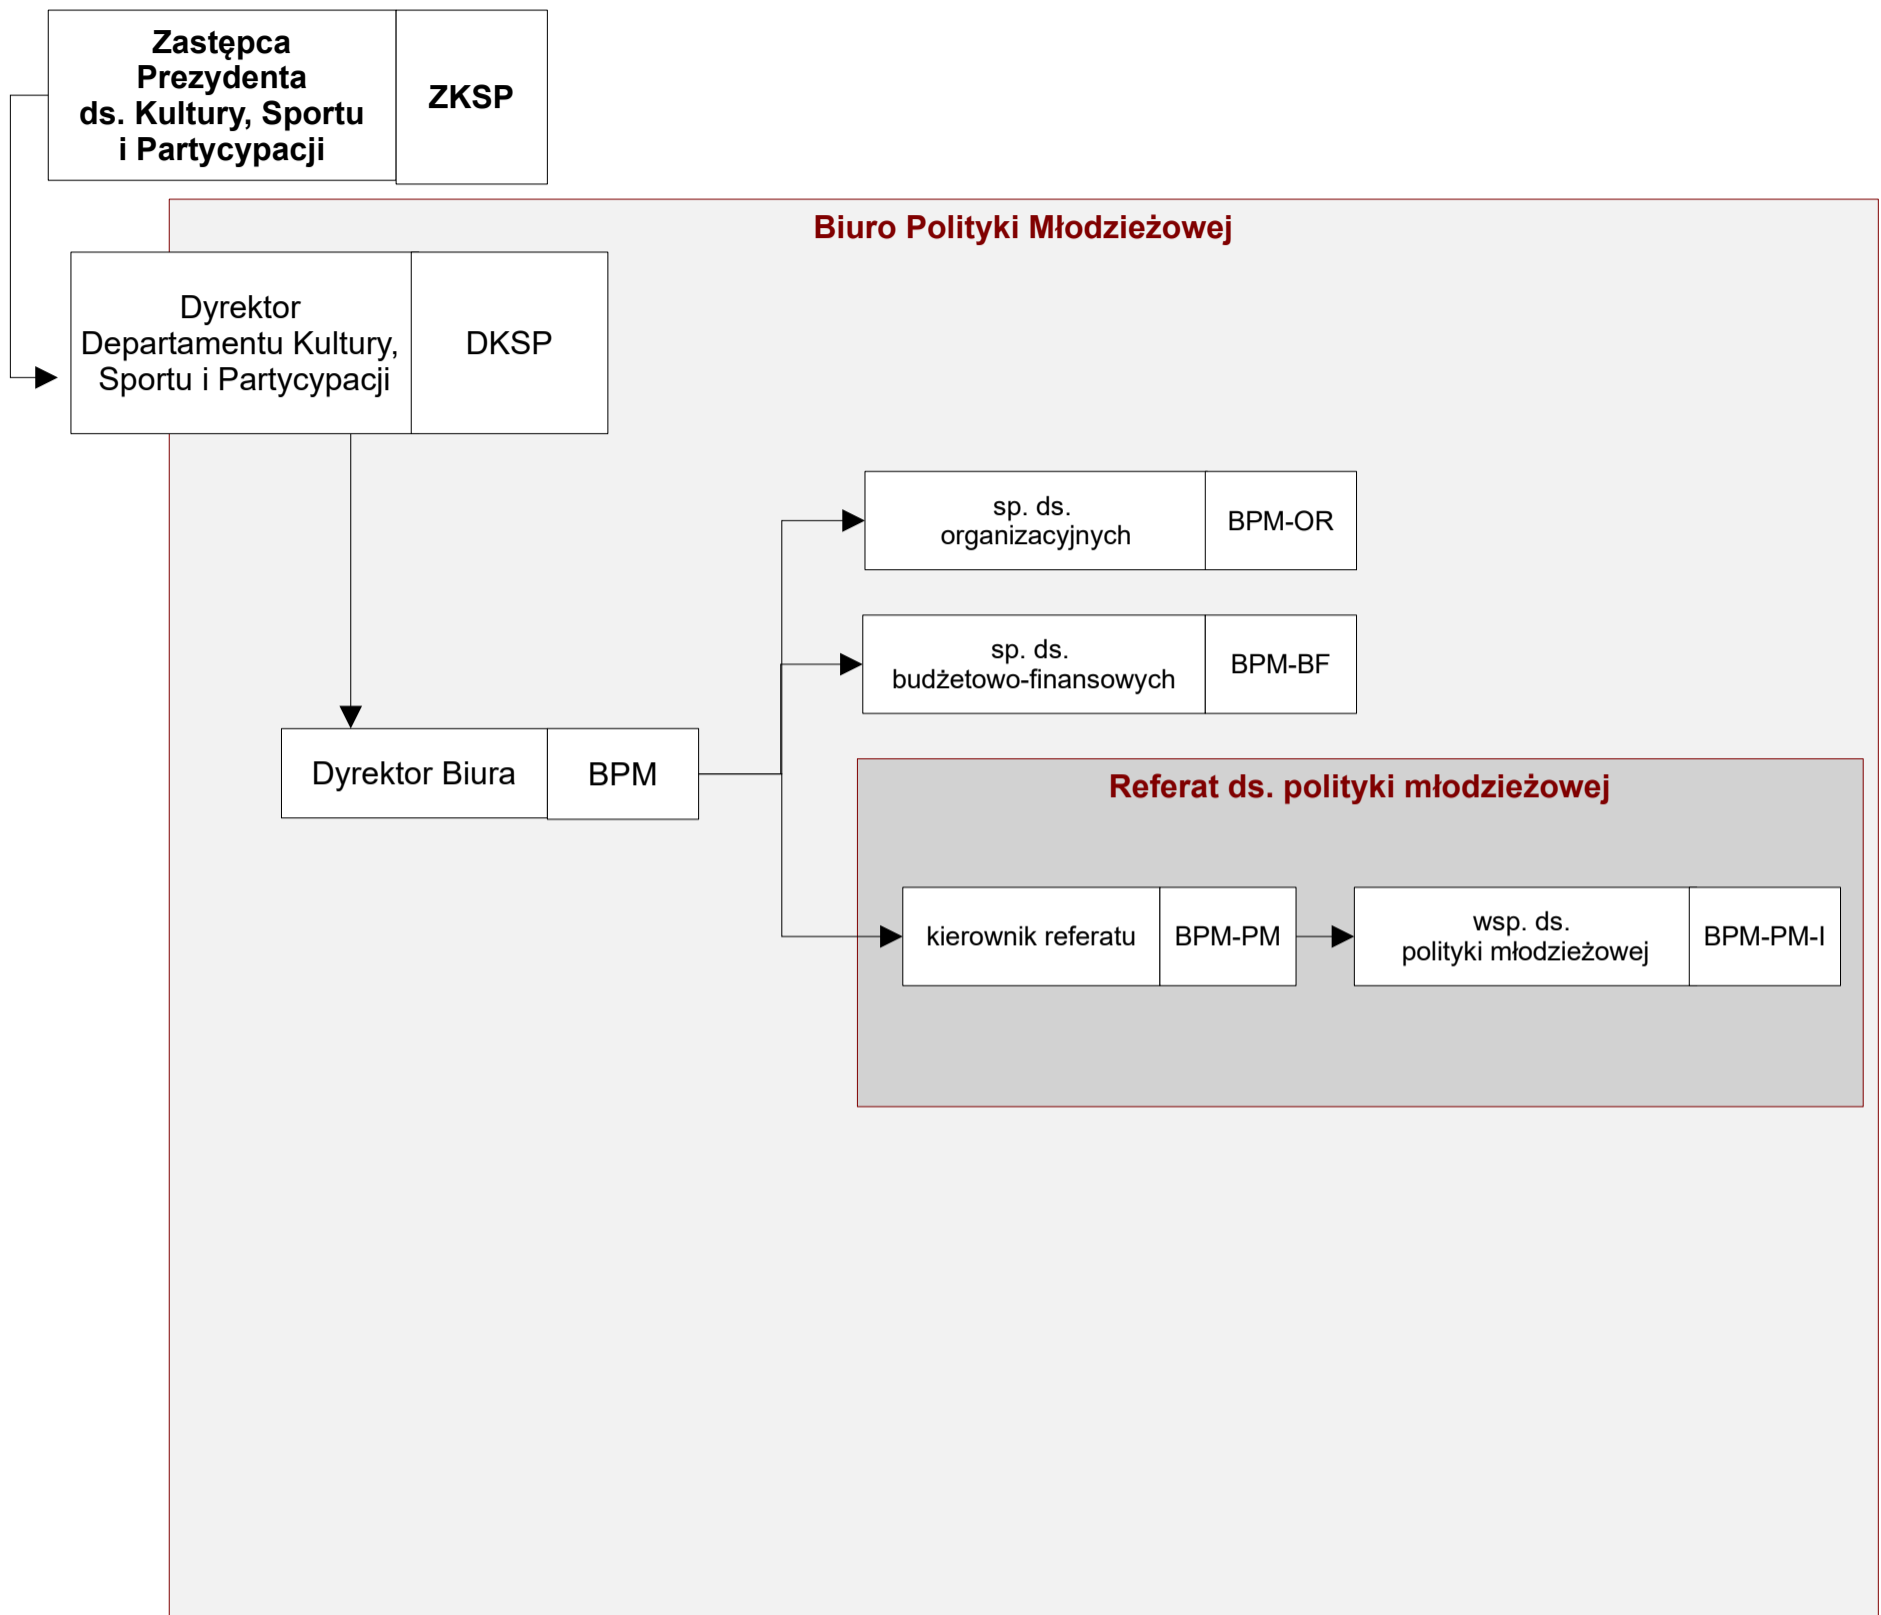 Zastępca
Prezydenta
ds. Kultury, Sportu
i Partycypacji
ZKSP
Biuro Polityki Młodzieżowej
Dyrektor
Departamentu Kultury,
Sportu i Partycypacji
DKSP
sp. ds.
organizacyjnych
BPM-OR
sp. ds.
budżetowo-finansowych
BPM-BF
Dyrektor Biura
BPM
Referat ds. polityki młodzieżowej
kierownik referatu
BPM-PM
wsp. ds.
polityki młodzieżowej
BPM-PM-I